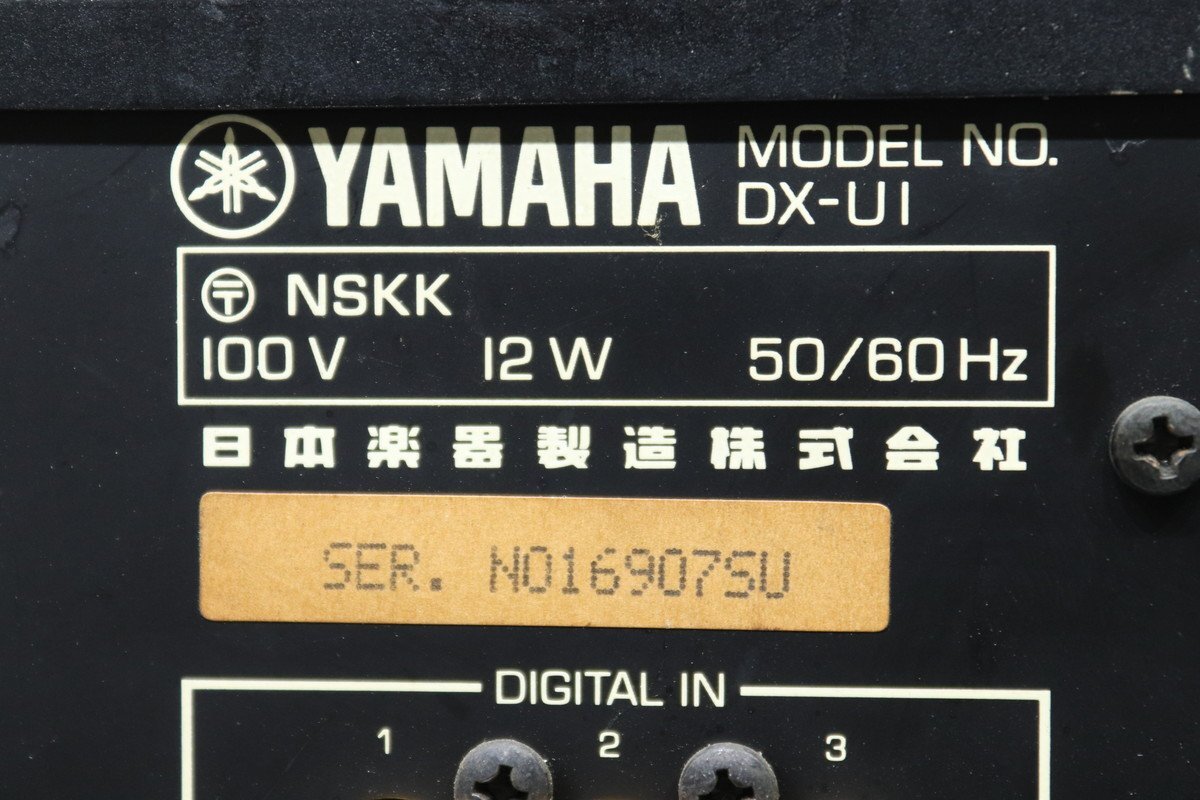 YAMAHA
MODEL NO.
DX-U1
〒 NSKK
100 V 12 W 50/60 Hz
日本楽器製造株式会社
SER. NO16907SU
DIGITAL IN
1 2 3